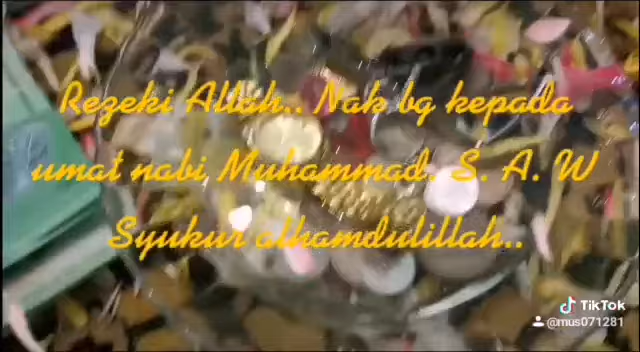 Rezeki Allah.. Nak bg kepada
umat nabi Muhammad. S. A. W
Syukur alhamdulillah..
TikTok
@mus071281